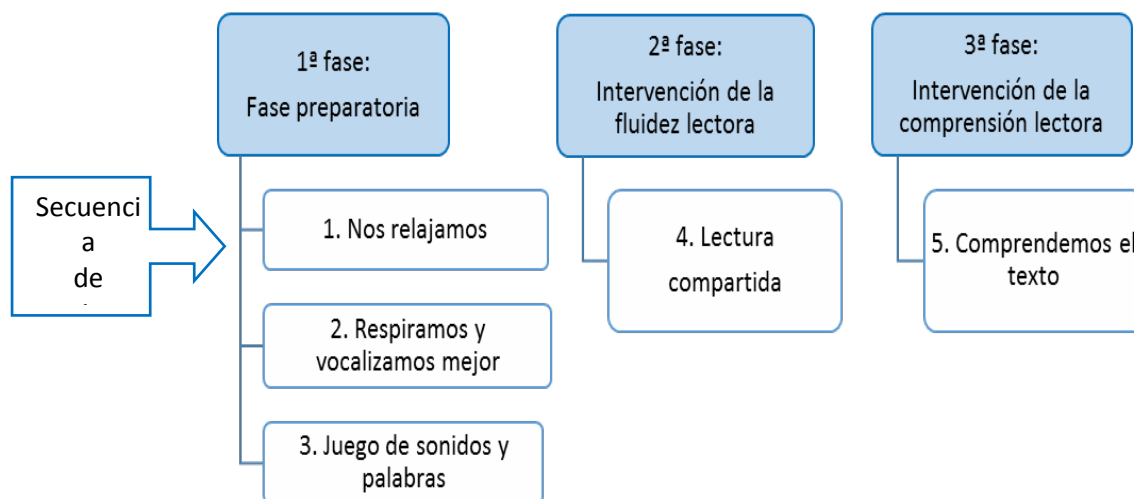 1ª fase:
Fase preparatoria
2ª fase:
Intervención de la
fluidez lectora
3ª fase:
Intervención de la
comprensión lectora
Secuenci
a
de
1. Nos relajamos
2. Respiramos y
vocalizamos mejor
3. Juego de sonidos y
palabras
4. Lectura
compartida
5. Comprendemos el
texto